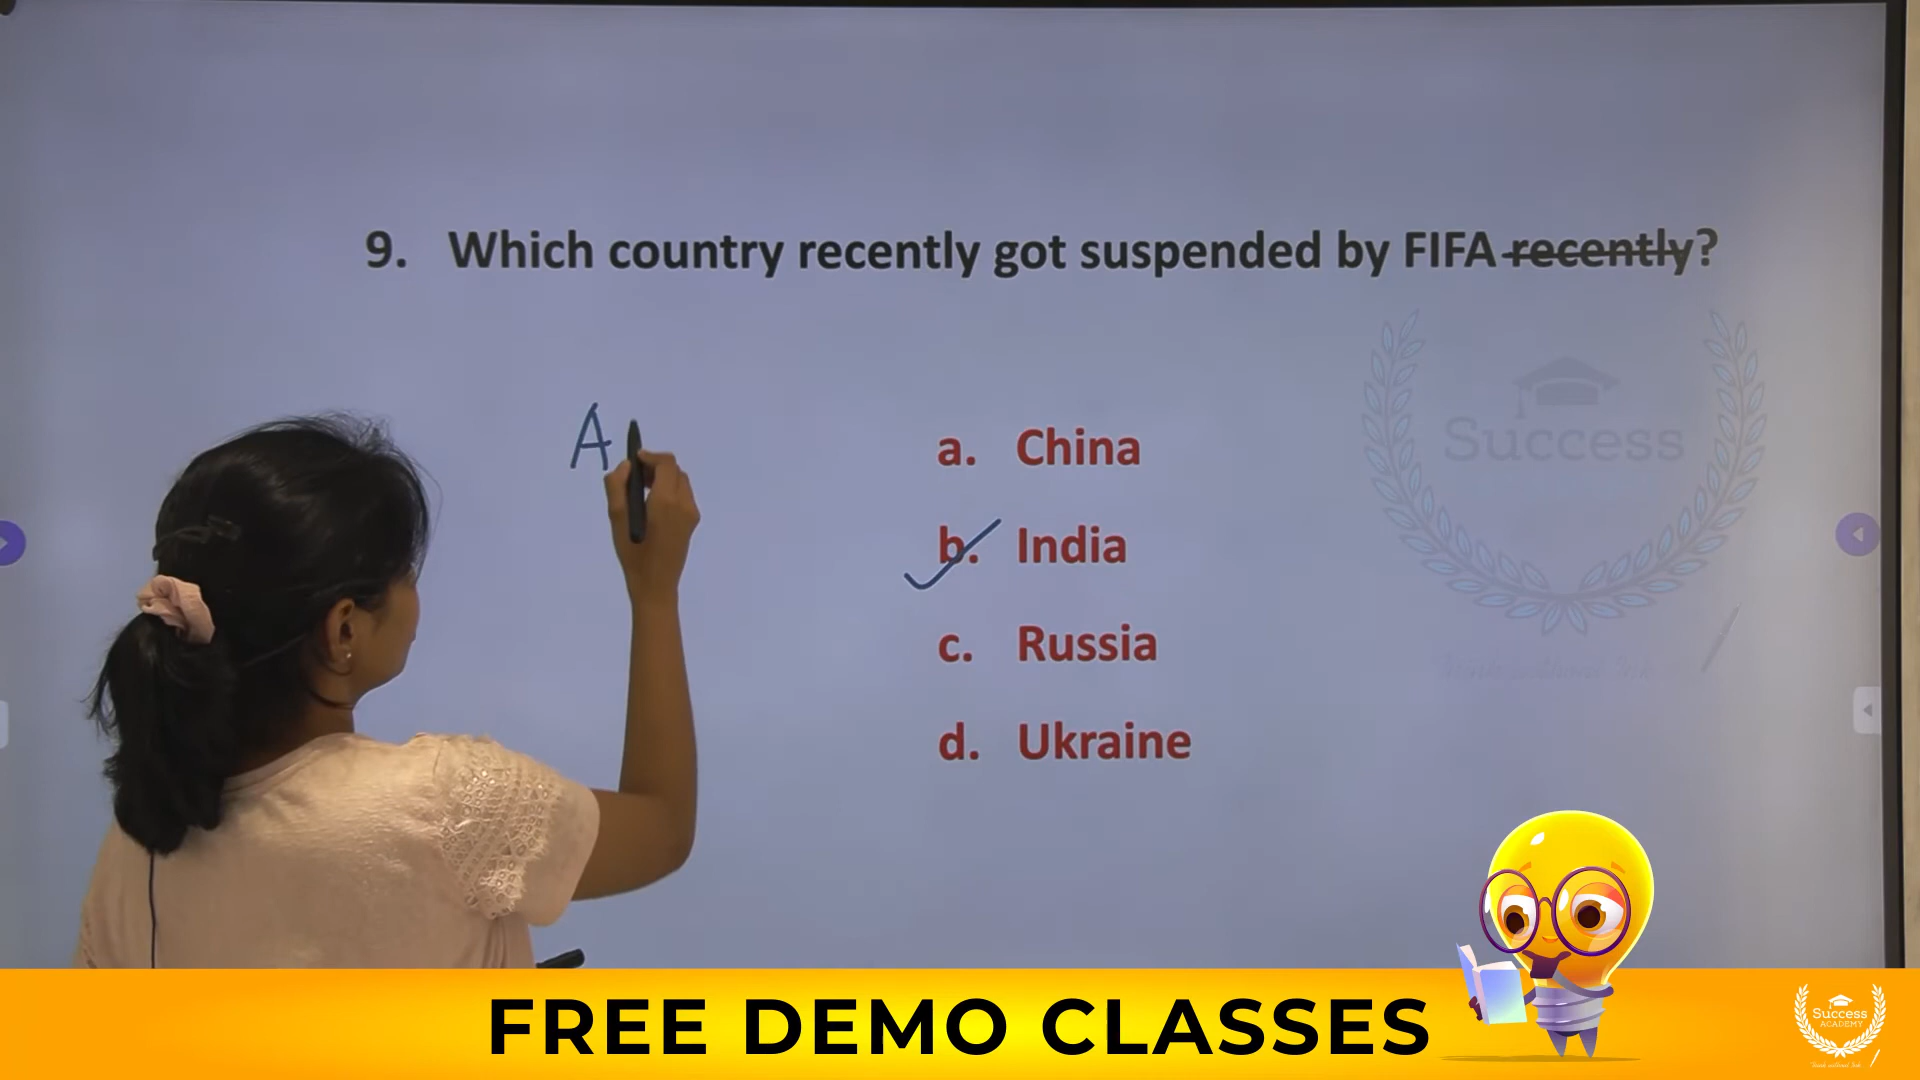 9. Which country recently got suspended by FIFA recently?
A
a. China
b. India
c. Russia
d. Ukraine
Success
FREE DEMO CLASSES
Success
ACADEMY